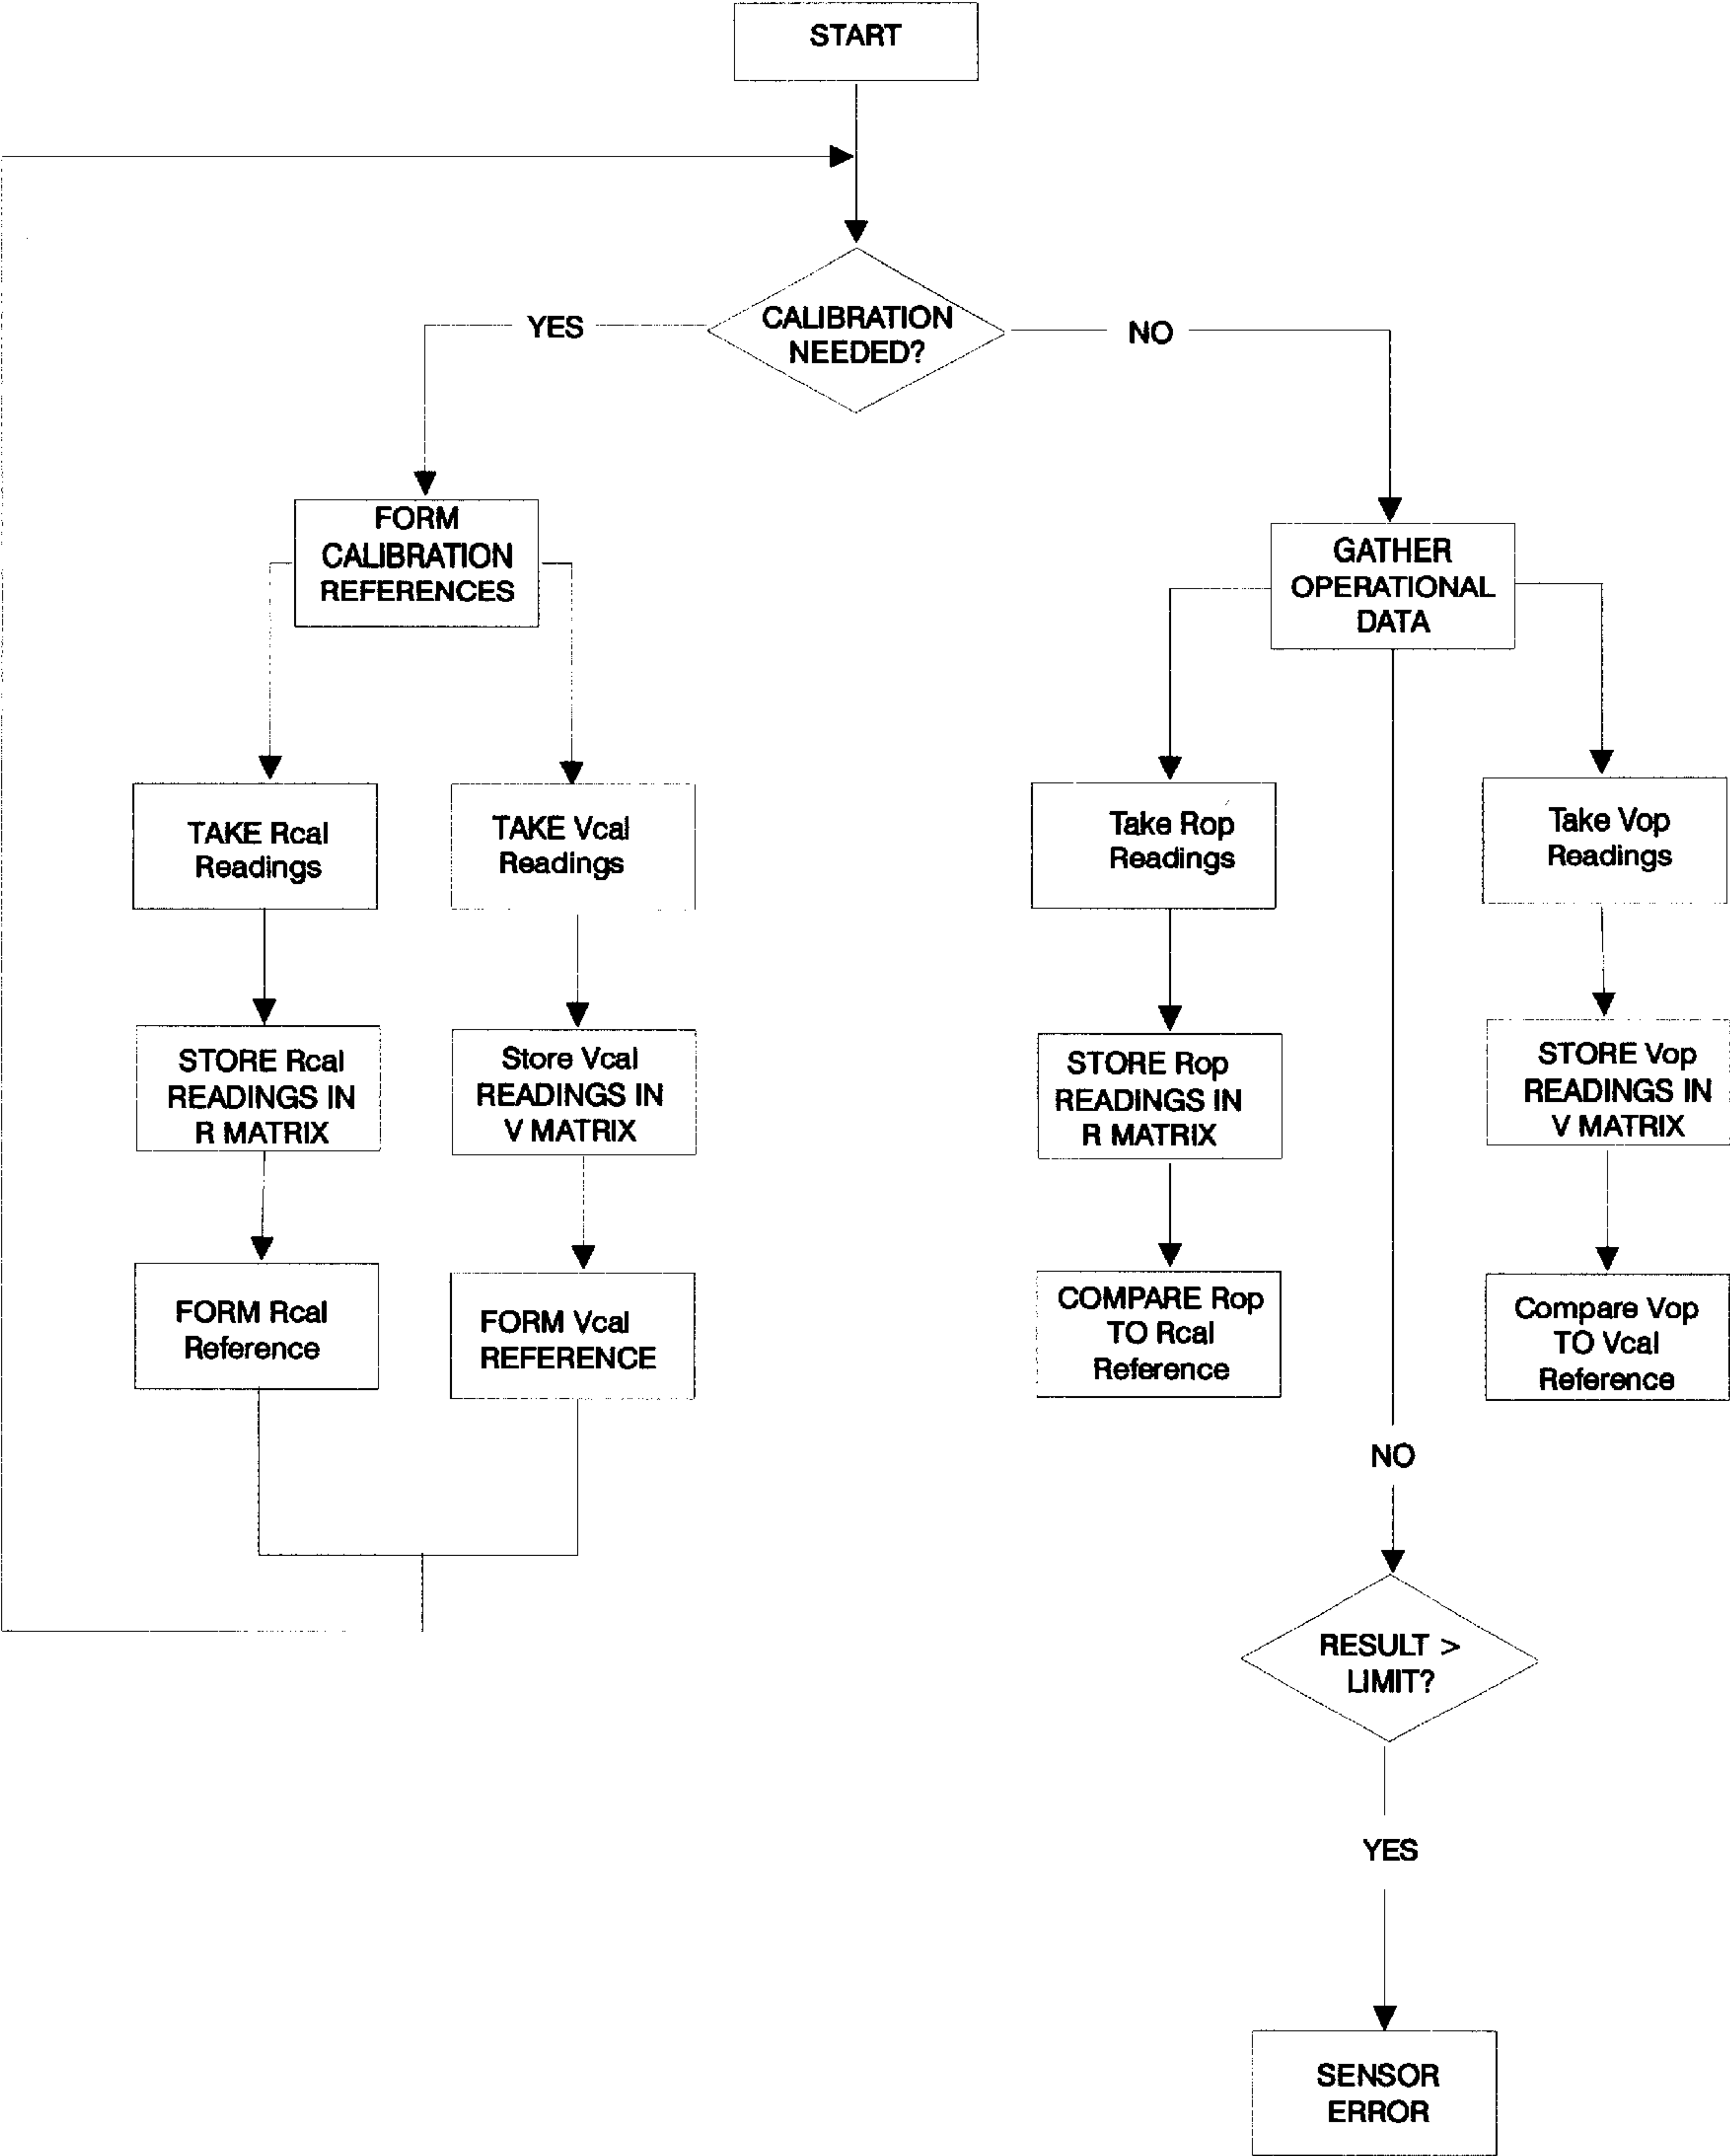 START
CALIBRATION
NEEDED?
YES
NO
FORM
CALIBRATION
REFERENCES
GATHER
OPERATIONAL
DATA
TAKE Rcal
Readings
TAKE Vcal
Readings
Take Rop
Readings
Take Vop
Readings
STORE Rcal
READINGS IN
R MATRIX
Store Vcal
READINGS IN
V MATRIX
STORE Rop
READINGS IN
R MATRIX
STORE Vop
READINGS IN
V MATRIX
FORM Rcal
Reference
FORM Vcal
REFERENCE
COMPARE Rop
TO Rcal
Reference
Compare Vop
TO Vcal
Reference
NO
RESULT >
LIMIT?
YES
SENSOR
ERROR